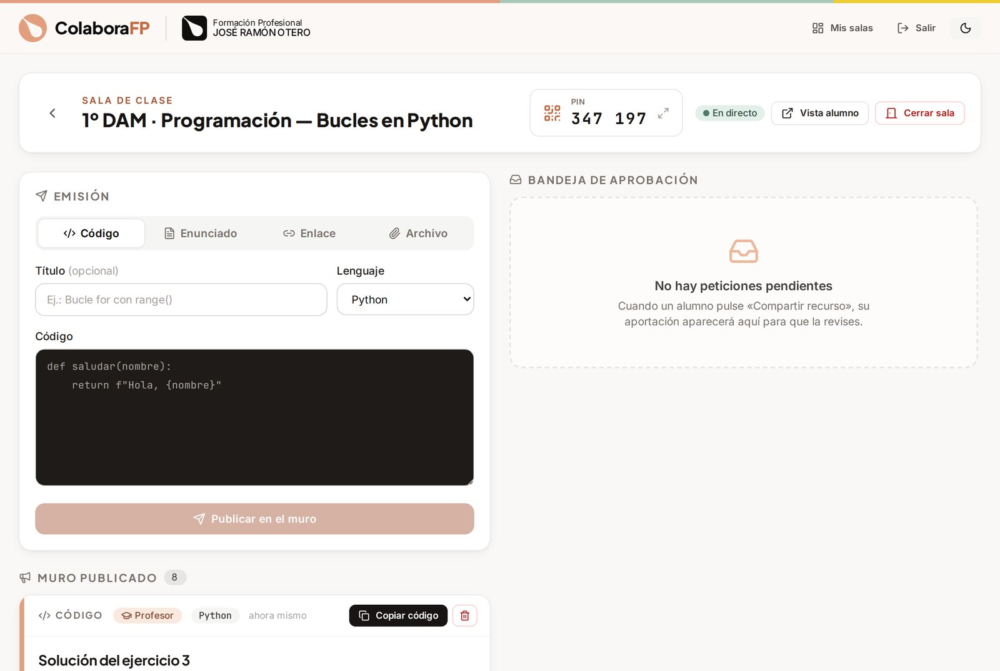 ColaboraFP
Formación Profesional
JOSÉ RAMÓN OTERO
Mis salas
Salir
SALA DE CLASE
1º DAM · Programación — Bucles en Python
PIN
347 197
En directo
Vista alumno
Cerrar sala
EMISIÓN
Código
Enunciado
Enlace
Archivo
Título (opcional)
Lenguaje
Ej.: Bucle for con range()
Python
Código
def saludar(nombre):
    return f"Hola, {nombre}"
Publicar en el muro
BANDEJA DE APROBACIÓN
No hay peticiones pendientes
Cuando un alumno pulse «Compartir recurso», su
aportación aparecerá aquí para que la revises.
MURO PUBLICADO 8
CÓDIGO
Profesor
Python
ahora mismo
Copiar código
Solución del ejercicio 3